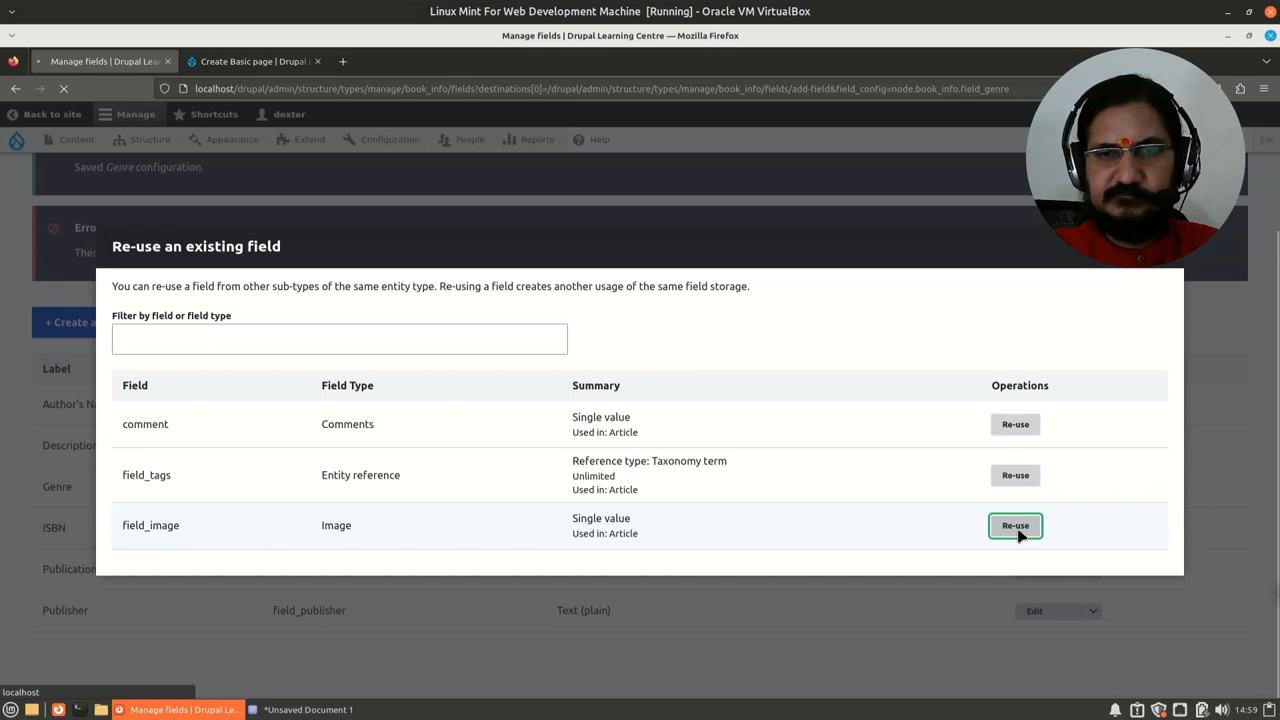 Linux Mint For Web Development Machine [Running] - Oracle VM VirtualBox
Manage fields | Drupal Learning Centre — Mozilla Firefox
Manage fields | Drupal Lear
Create Basic page | Drupal
localhost/drupal/admin/structure/types/manage/book_info/fields?destinations[0]=/drupal/admin/structure/types/manage/book_info/fields/add-field&field_config=node.book_info.field_genre
Back to site Manage Shortcuts dexter
Content Structure Appearance Extend Configuration People Reports Help
Saved Genre configuration.
Erro
Ther
Re-use an existing field
You can re-use a field from other sub-types of the same entity type. Re-using a field creates another usage of the same field storage.
+ Create a
Filter by field or field type
Label
Field Field Type Summary Operations
Author's Na
comment Comments Single value Re-use
Used in: Article
Description
field_tags Entity reference Reference type: Taxonomy term Re-use
Unlimited
Used in: Article
Genre
field_image Image Single value Re-use
Used in: Article
ISBN
Publication
Publisher field_publisher Text (plain) Edit
localhost
Manage fields | Drupal Le... *Unsaved Document 1 14:59